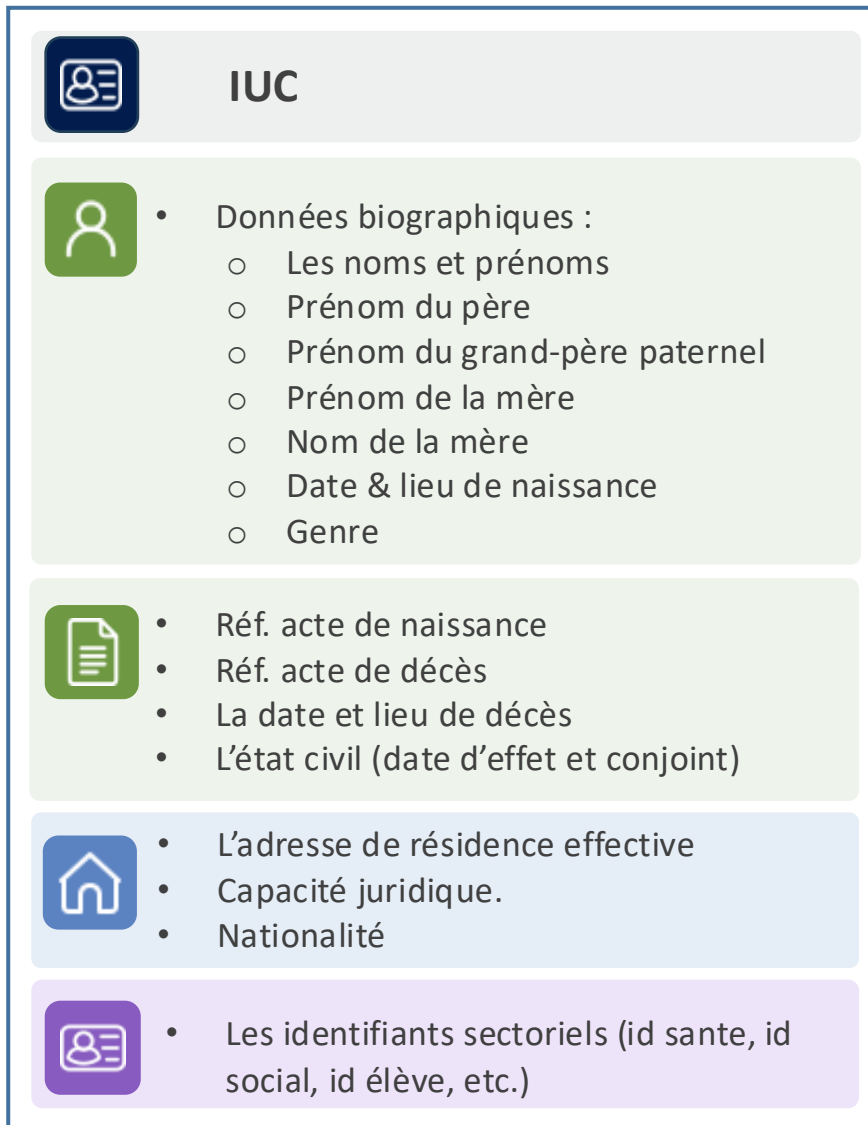 IUC
• Données biographiques :
o Les noms et prénoms
o Prénom du père
o Prénom du grand-père paternel
o Prénom de la mère
o Nom de la mère
o Date & lieu de naissance
o Genre
• Réf. acte de naissance
• Réf. acte de décès
• La date et lieu de décès
• L’état civil (date d’effet et conjoint)
• L’adresse de résidence effective
• Capacité juridique.
• Nationalité
• Les identifiants sectoriels (id sante, id
social, id élève, etc.)